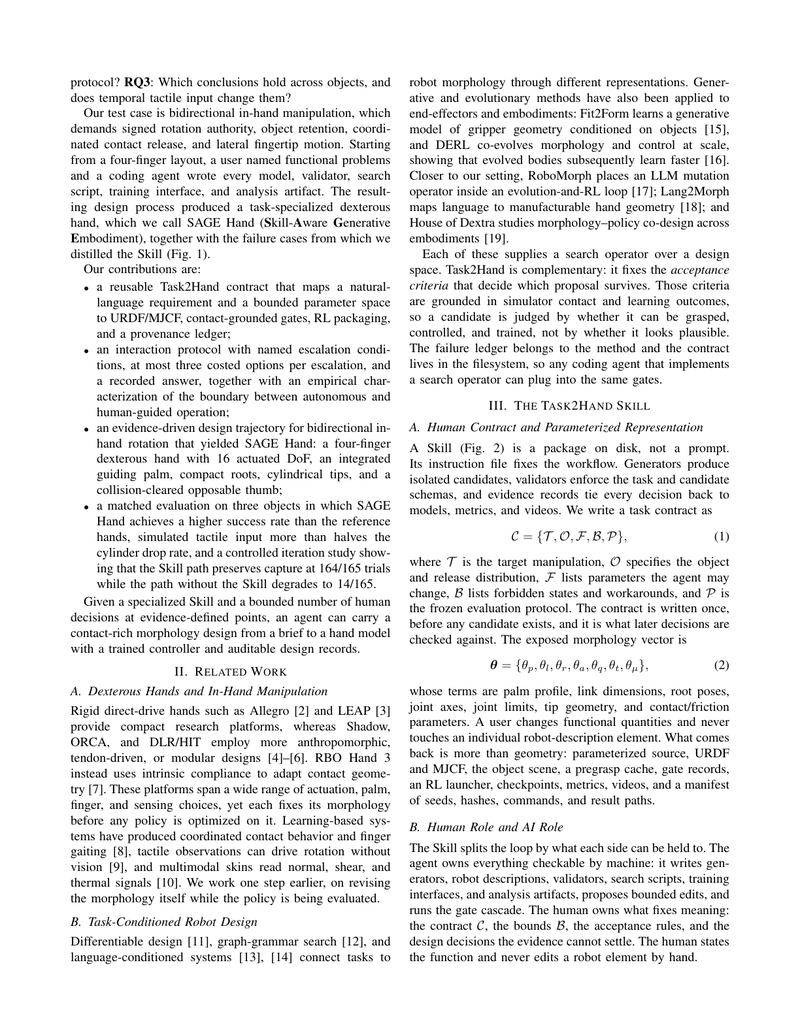 protocol? RQ3: Which conclusions hold across objects, and
does temporal tactile input change them?
Our test case is bidirectional in-hand manipulation, which
demands signed rotation authority, object retention, coordi-
nated contact release, and lateral fingertip motion. Starting
from a four-finger layout, a user named functional problems
and a coding agent wrote every model, validator, search
script, training interface, and analysis artifact. The result-
ing design process produced a task-specialized dexterous
hand, which we call SAGE Hand (Skill-Aware Generative
Embodiment), together with the failure cases from which we
distilled the Skill (Fig. 1).
Our contributions are:
• a reusable Task2Hand contract that maps a natural-
language requirement and a bounded parameter space
to URDF/MJCF, contact-grounded gates, RL packaging,
and a provenance ledger;
• an interaction protocol with named escalation condi-
tions, at most three costed options per escalation, and
a recorded answer, together with an empirical char-
acterization of the boundary between autonomous and
human-guided operation;
• an evidence-driven design trajectory for bidirectional in-
hand rotation that yielded SAGE Hand: a four-finger
dexterous hand with 16 actuated DoF, an integrated
guiding palm, compact roots, cylindrical tips, and a
collision-cleared opposable thumb;
• a matched evaluation on three objects in which SAGE
Hand achieves a higher success rate than the reference
hands, simulated tactile input more than halves the
cylinder drop rate, and a controlled iteration study show-
ing that the Skill path preserves capture at 164/165 trials
while the path without the Skill degrades to 14/165.
Given a specialized Skill and a bounded number of human
decisions at evidence-defined points, an agent can carry a
contact-rich morphology design from a brief to a hand model
with a trained controller and auditable design records.
II. RELATED WORK
A. Dexterous Hands and In-Hand Manipulation
Rigid direct-drive hands such as Allegro [2] and LEAP [3]
provide compact research platforms, whereas Shadow,
ORCA, and DLR/HIT employ more anthropomorphic,
tendon-driven, or modular designs [4]–[6]. RBO Hand 3
instead uses intrinsic compliance to adapt contact geome-
try [7]. These platforms span a wide range of actuation, palm,
finger, and sensing choices, yet each fixes its morphology
before any policy is optimized on it. Learning-based sys-
tems have produced coordinated contact behavior and finger
gaiting [8], tactile observations can drive rotation without
vision [9], and multimodal skins read normal, shear, and
thermal signals [10]. We work one step earlier, on revising
the morphology itself while the policy is being evaluated.
B. Task-Conditioned Robot Design
Differentiable design [11], graph-grammar search [12], and
language-conditioned systems [13], [14] connect tasks to
robot morphology through different representations. Gener-
ative and evolutionary methods have also been applied to
end-effectors and embodiments: Fit2Form learns a generative
model of gripper geometry conditioned on objects [15],
and DERL co-evolves morphology and control at scale,
showing that evolved bodies subsequently learn faster [16].
Closer to our setting, RoboMorph places an LLM mutation
operator inside an evolution-and-RL loop [17]; Lang2Morph
maps language to manufacturable hand geometry [18]; and
House of Dextra studies morphology–policy co-design across
embodiments [19].
Each of these supplies a search operator over a design
space. Task2Hand is complementary: it fixes the acceptance
criteria that decide which proposal survives. Those criteria
are grounded in simulator contact and learning outcomes,
so a candidate is judged by whether it can be grasped,
controlled, and trained, not by whether it looks plausible.
The failure ledger belongs to the method and the contract
lives in the filesystem, so any coding agent that implements
a search operator can plug into the same gates.
III. THE TASK2HAND SKILL
A. Human Contract and Parameterized Representation
A Skill (Fig. 2) is a package on disk, not a prompt.
Its instruction file fixes the workflow. Generators produce
isolated candidates, validators enforce the task and candidate
schemas, and evidence records tie every decision back to
models, metrics, and videos. We write a task contract as
𝒞 = {𝒯, 𝒪, ℱ, ℬ, 𝒫}, (1)
where 𝒯 is the target manipulation, 𝒪 specifies the object
and release distribution, ℱ lists parameters the agent may
change, ℬ lists forbidden states and workarounds, and 𝒫 is
the frozen evaluation protocol. The contract is written once,
before any candidate exists, and it is what later decisions are
checked against. The exposed morphology vector is
θ = {θp, θl, θr, θa, θq, θt, θμ}, (2)
whose terms are palm profile, link dimensions, root poses,
joint axes, joint limits, tip geometry, and contact/friction
parameters. A user changes functional quantities and never
touches an individual robot-description element. What comes
back is more than geometry: parameterized source, URDF
and MJCF, the object scene, a pregrasp cache, gate records,
an RL launcher, checkpoints, metrics, videos, and a manifest
of seeds, hashes, commands, and result paths.
B. Human Role and AI Role
The Skill splits the loop by what each side can be held to. The
agent owns everything checkable by machine: it writes gen-
erators, robot descriptions, validators, search scripts, training
interfaces, and analysis artifacts, proposes bounded edits, and
runs the gate cascade. The human owns what fixes meaning:
the contract 𝒞, the bounds ℬ, the acceptance rules, and the
design decisions the evidence cannot settle. The human states
the function and never edits a robot element by hand.